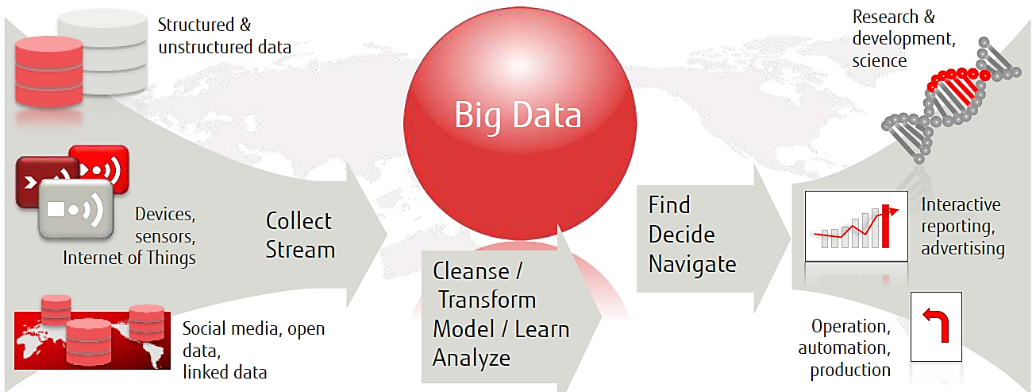 Structured &
unstructured data
Devices,
sensors,
Internet of Things
Social media, open
data,
linked data
Collect
Stream
Big Data
Cleanse /
Transform
Model / Learn
Analyze
Find
Decide
Navigate
Research &
development,
science
Interactive
reporting,
advertising
Operation,
automation,
production